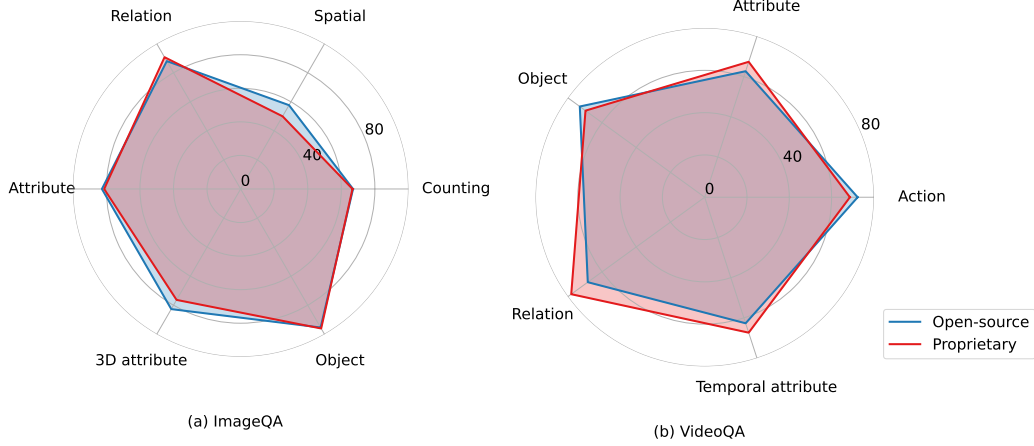 Relation
Spatial
80
40
0
Attribute
Counting
3D attribute
Object
(a) ImageQA
Attribute
Object
80
40
0
Action
Relation
Temporal attribute
Open-source
Proprietary
(b) VideoQA